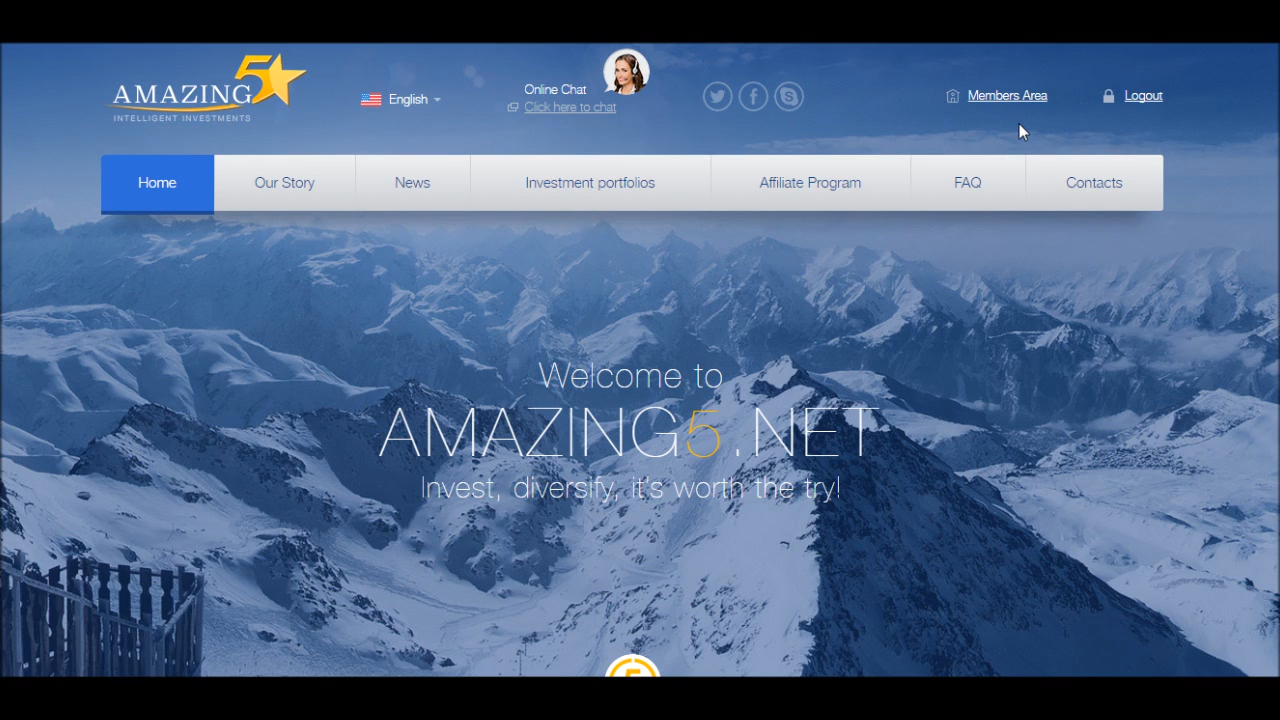 AMAZING5
INTELLIGENT INVESTMENTS
English
Online Chat
Click here to chat
Members Area
Logout
Home
Our Story
News
Investment portfolios
Affiliate Program
FAQ
Contacts
Welcome to
AMAZING5.NET
Invest, diversify, it's worth the try!